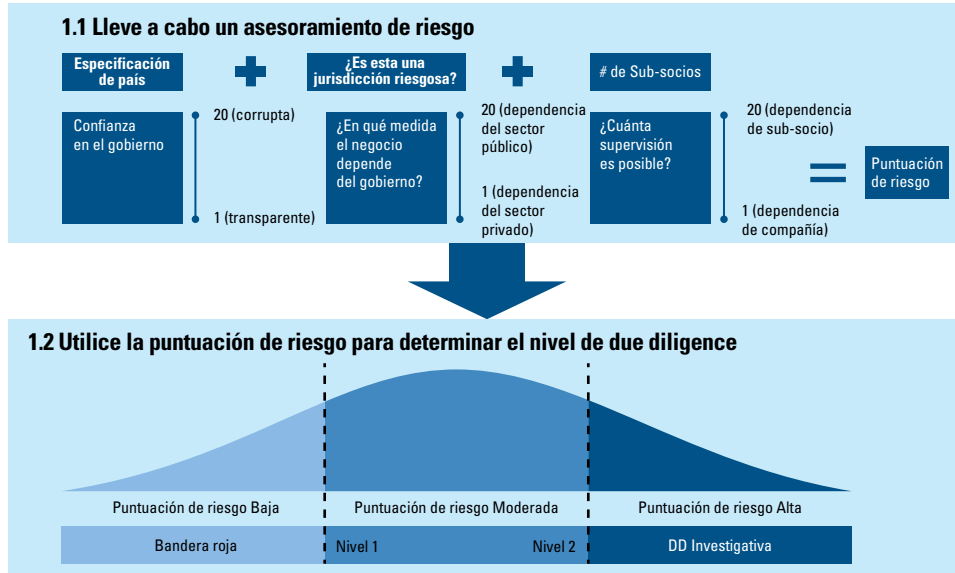 1.1 Lleve a cabo un asesoramiento de riesgo
Especificación
de país
¿Es esta una
jurisdicción riesgosa?
# de Sub-socios
Confianza
en el gobierno
20 (corrupta)
1 (transparente)
¿En qué medida
el negocio
depende
del gobierno?
20 (dependencia
del sector
público)
1 (dependencia
del sector
privado)
¿Cuánta
supervisión
es posible?
20 (dependencia
de sub-socio)
1 (dependencia
de compañía)
Puntuación
de riesgo
1.2 Utilice la puntuación de riesgo para determinar el nivel de due diligence
Puntuación de riesgo Baja
Puntuación de riesgo Moderada
Puntuación de riesgo Alta
Bandera roja
Nivel 1
Nivel 2
DD Investigativa